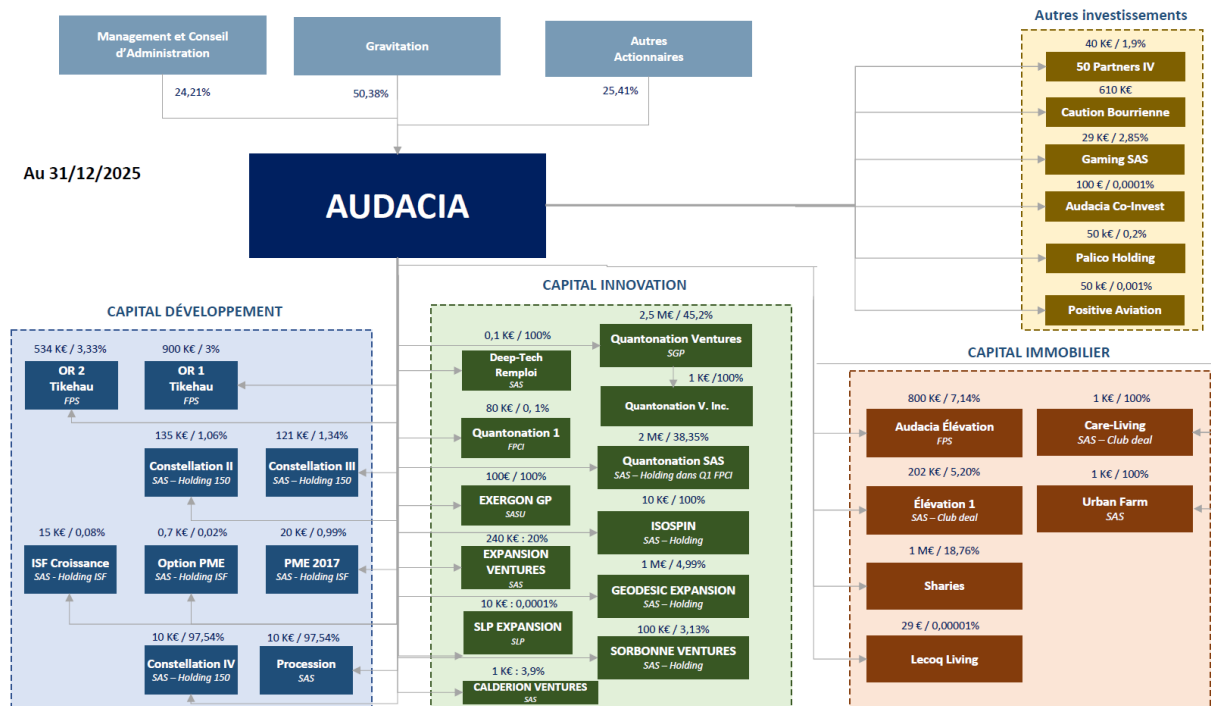 Management et Conseil
d'Administration
Gravitation
Autres
Actionnaires
24,21%
50,38%
25,41%
Au 31/12/2025
AUDACIA
Autres investissements
40 K€ / 1,9%
50 Partners IV
610 K€
Caution Bourrienne
29 K€ / 2,85%
Gaming SAS
100 € / 0,0001%
Audacia Co-Invest
50 k€ / 0,2%
Palico Holding
50 k€ / 0,001%
Positive Aviation
CAPITAL DÉVELOPPEMENT
534 K€ / 3,33%
OR 2
Tikehau
FPS
900 K€ / 3%
OR 1
Tikehau
FPS
135 K€ / 1,06%
Constellation II
SAS – Holding 150
121 K€ / 1,34%
Constellation III
SAS – Holding 150
15 K€ / 0,08%
ISF Croissance
SAS - Holding ISF
0,7 K€ / 0,02%
Option PME
SAS - Holding ISF
20 K€ / 0,99%
PME 2017
SAS - Holding ISF
10 K€ / 97,54%
Constellation IV
SAS – Holding 150
10 K€ / 97,54%
Procession
SAS
CAPITAL INNOVATION
0,1 K€ / 100%
Deep-Tech
Remploi
SAS
2,5 M€ / 45,2%
Quantonation Ventures
SGP
1 K€ /100%
Quantonation V. Inc.
80 K€ / 0, 1%
Quantonation 1
FPCI
2 M€ / 38,35%
Quantonation SAS
SAS – Holding dans Q1 FPCI
100€ / 100%
EXERGON GP
SASU
10 K€ / 100%
ISOSPIN
SAS – Holding
240 K€ : 20%
EXPANSION
VENTURES
SAS
1 M€ / 4,99%
GEODESIC EXPANSION
SAS – Holding
10 K€ : 0,0001%
SLP EXPANSION
SLP
100 K€ / 3,13%
SORBONNE VENTURES
SAS – Holding
1 K€ : 3,9%
CALDERION VENTURES
SAS
CAPITAL IMMOBILIER
800 K€ / 7,14%
Audacia Élévation
FPS
1 K€ / 100%
Care-Living
SAS – Club deal
202 K€ / 5,20%
Élévation 1
SAS – Club deal
1 K€ / 100%
Urban Farm
SAS
1 M€ / 18,76%
Sharies
29 € / 0,00001%
Lecoq Living